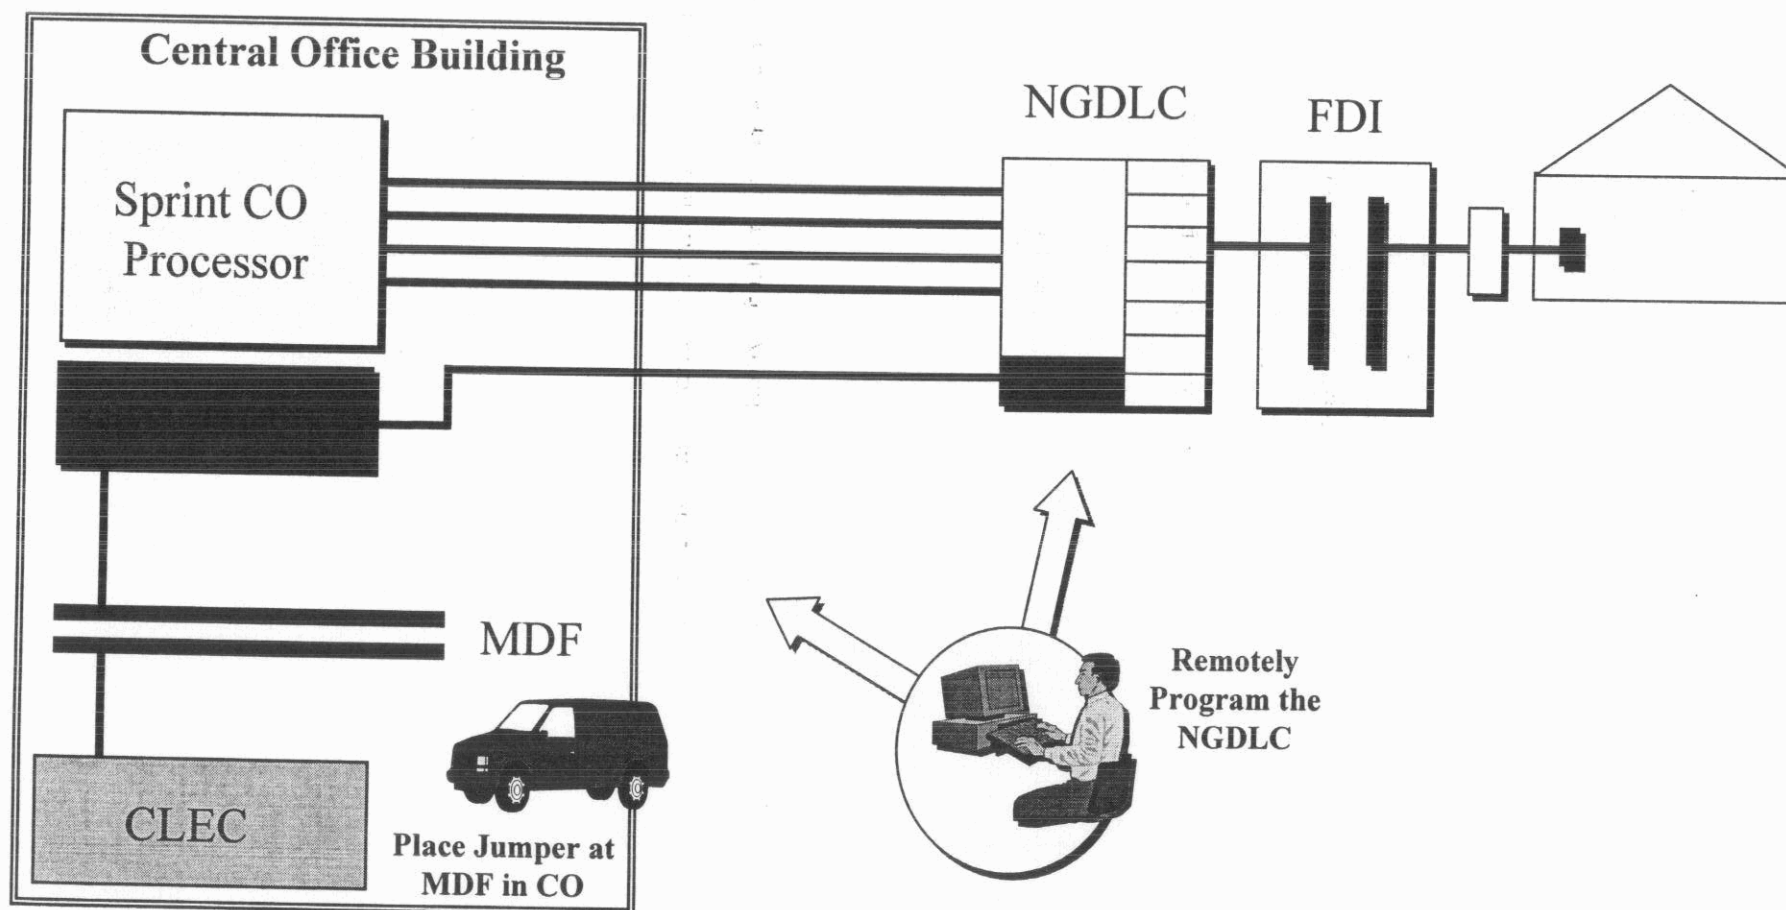 Central Office Building
Sprint CO
Processor
NGDLC
FDI
MDF
CLEC
Place Jumper at
MDF in CO
Remotely
Program the
NGDLC